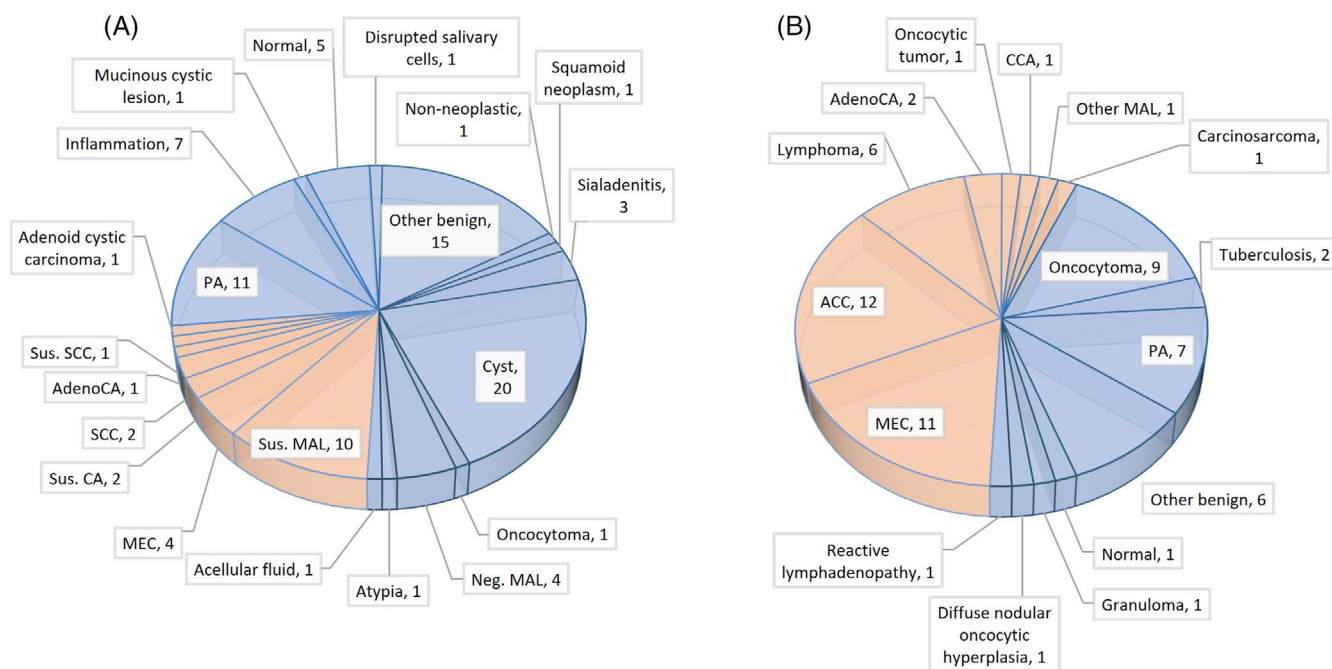 (A)
Normal, 5
Disrupted salivary
cells, 1
Mucinous cystic
lesion, 1
Squamoid
neoplasm, 1
Non-neoplastic,
1
Inflammation, 7
Sialadenitis,
3
Other benign,
15
Adenoid cystic
carcinoma, 1
PA, 11
Sus. SCC, 1
Cyst,
20
AdenoCA, 1
SCC, 2
Sus. MAL, 10
Sus. CA, 2
MEC, 4
Oncocytoma, 1
Acellular fluid, 1
Neg. MAL, 4
Atypia, 1
(B)
Oncocytic
tumor, 1
CCA, 1
AdenoCA, 2
Other MAL, 1
Lymphoma, 6
Carcinosarcoma,
1
Oncocytoma, 9
Tuberculosis, 2
ACC, 12
PA, 7
MEC, 11
Other benign, 6
Reactive
lymphadenopathy, 1
Normal, 1
Granuloma, 1
Diffuse nodular
oncocytic
hyperplasia, 1